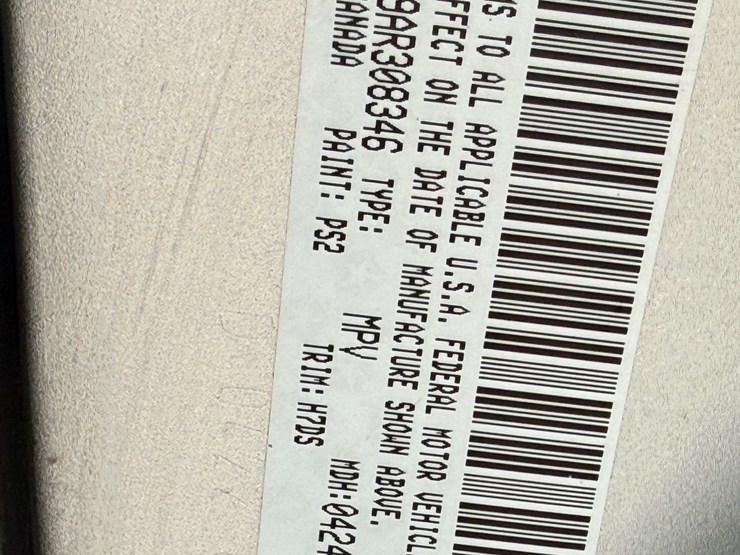 MS TO ALL APPLICABLE U.S.A. FEDERAL MOTOR VEHICL
FFECT ON THE DATE OF MANUFACTURE SHOWN ABOVE.
9AR308346 TYPE: MPV MDH:0424
ANADA PAINT: PS2 TRIM: H7DS